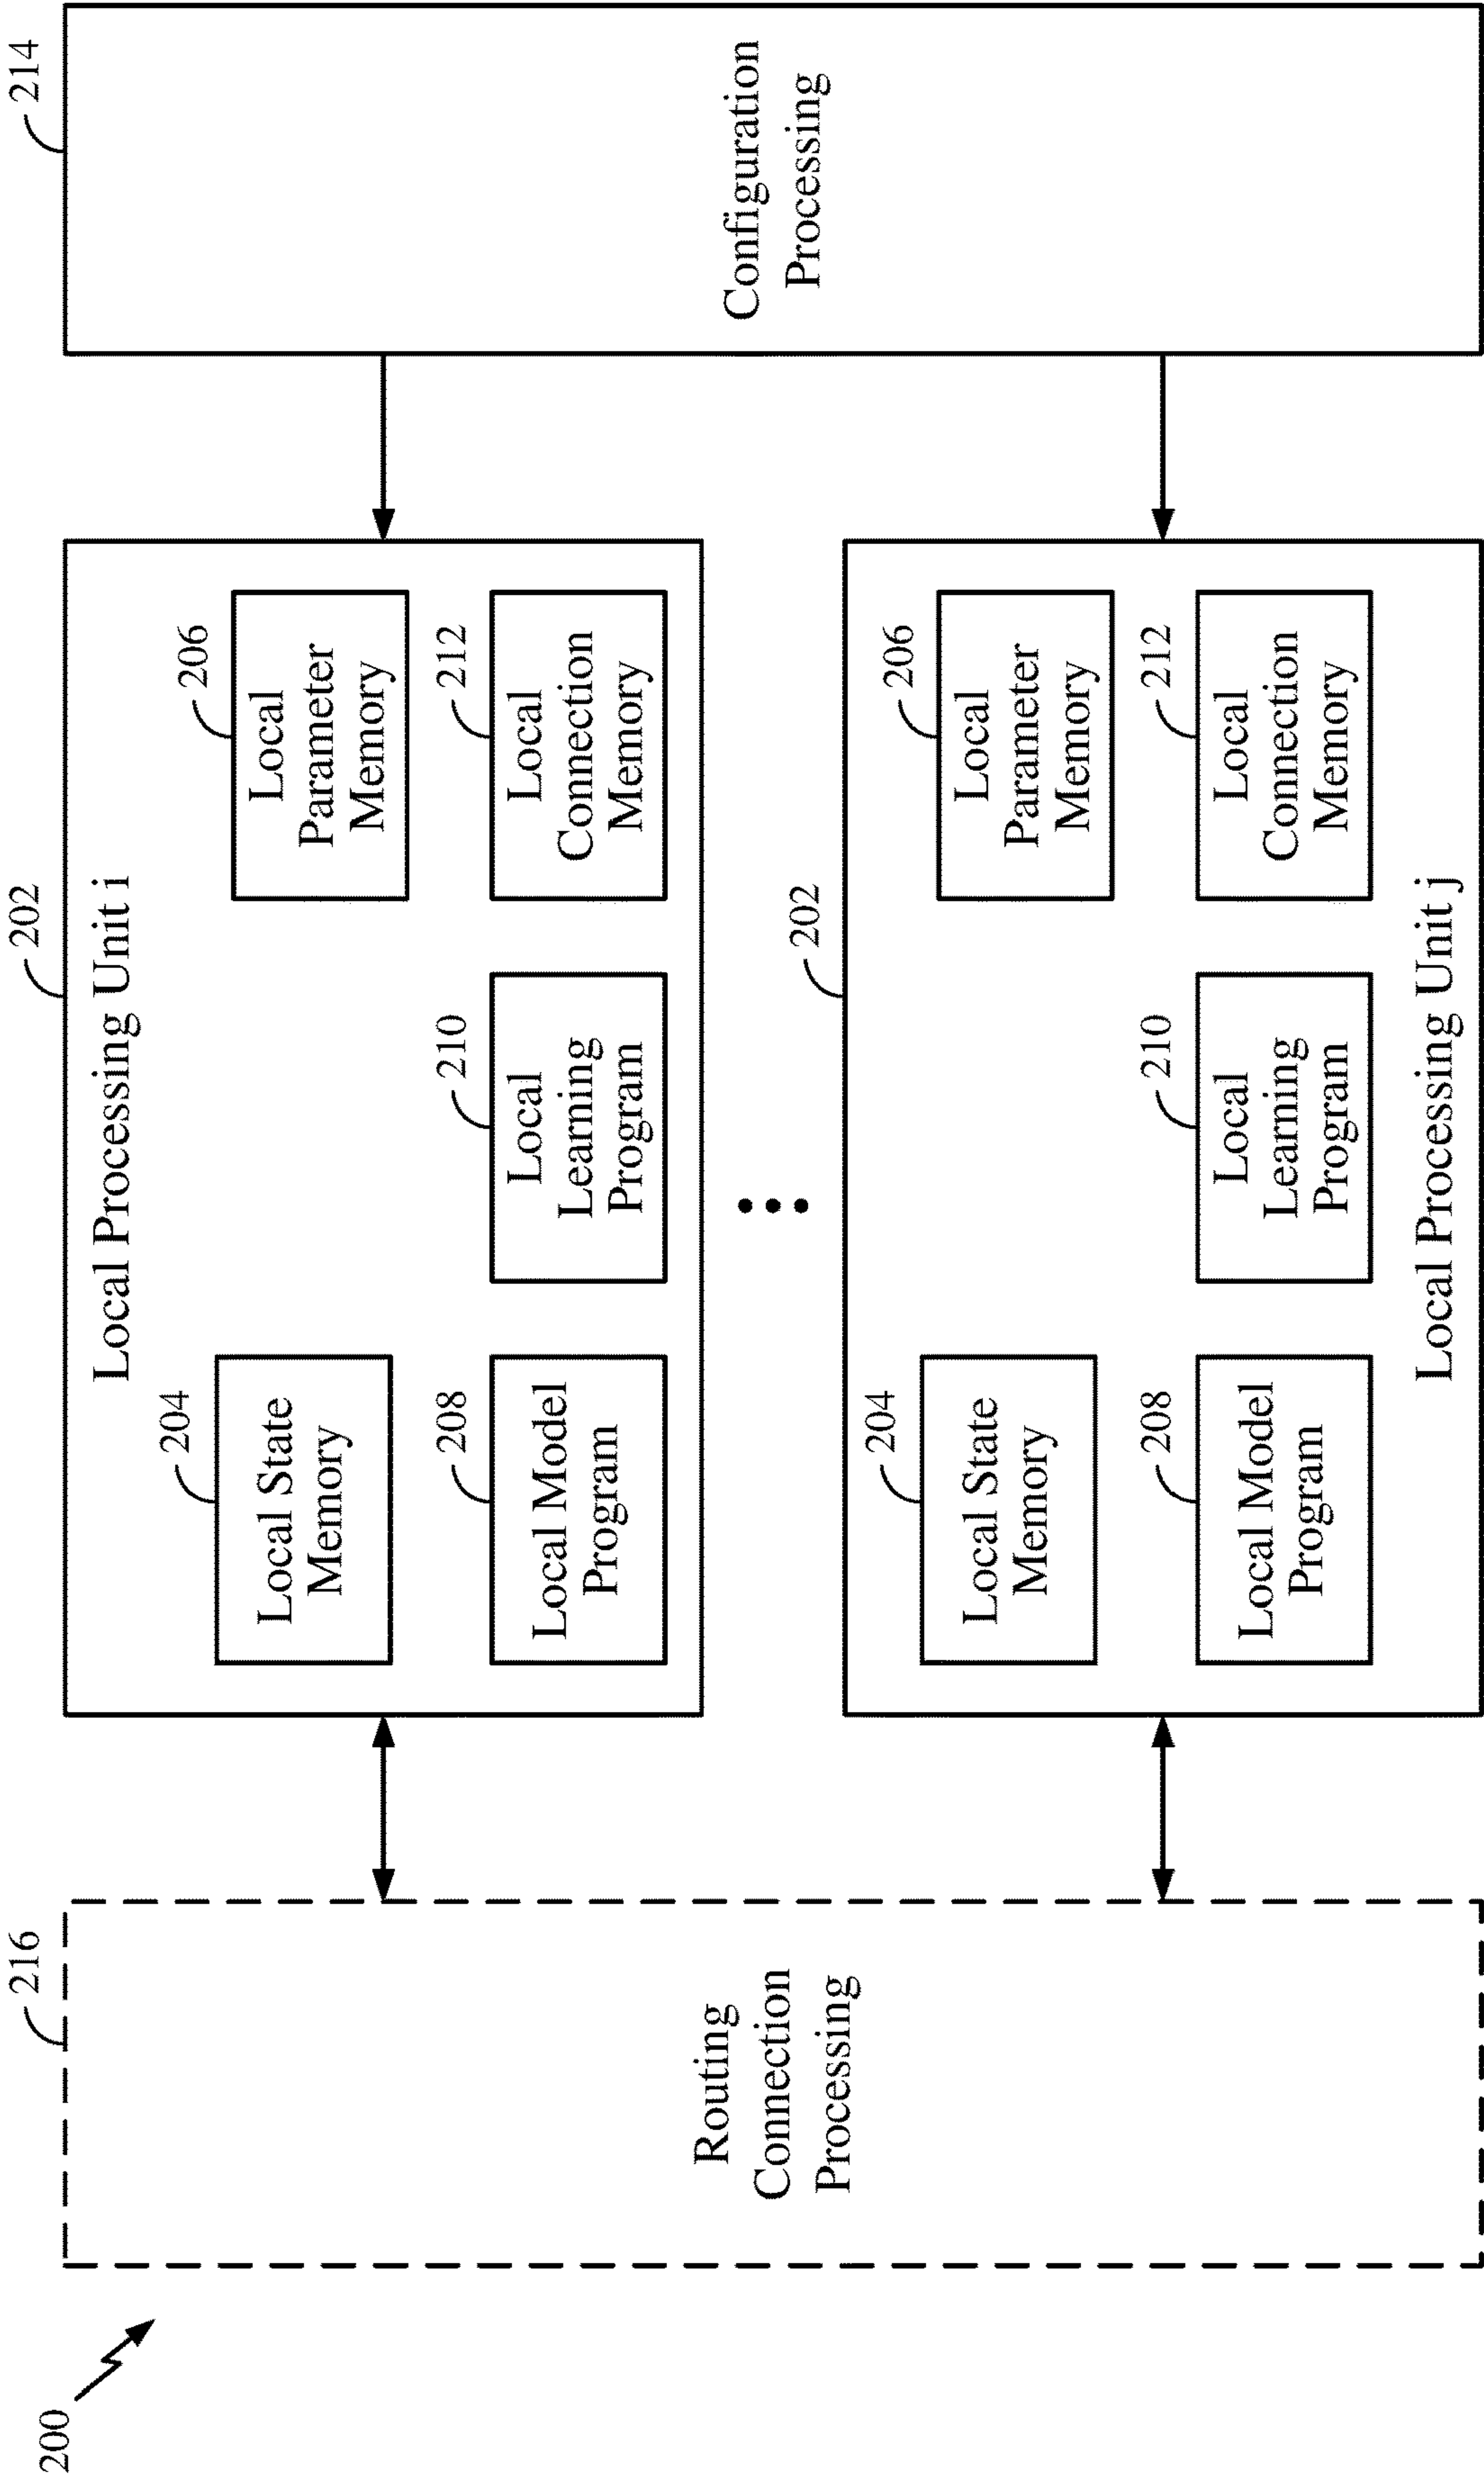 200
216
Routing
Connection
Processing
202
Local Processing Unit i
204
Local State
Memory
206
Local
Parameter
Memory
208
Local Model
Program
210
Local
Learning
Program
212
Local
Connection
Memory
202
204
Local State
Memory
206
Local
Parameter
Memory
208
Local Model
Program
210
Local
Learning
Program
212
Local
Connection
Memory
Local Processing Unit j
214
Configuration
Processing